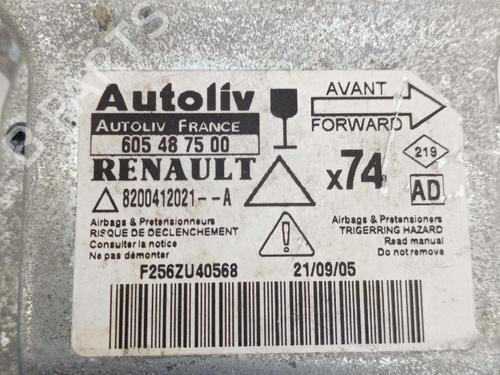 Autoliv
AUTOLIV FRANCE
605 48 75 00
RENAULT
8200412021--A
AVANT
FORWARD
x74
219
AD
Airbags & Pretensionneurs
RISQUE DE DECLENCHEMENT
Consulter la notice
Ne pas démonter
Airbags & Pretensioners
TRIGERRING HAZARD
Read manual
Do not remove
F256ZU40568
21/09/05